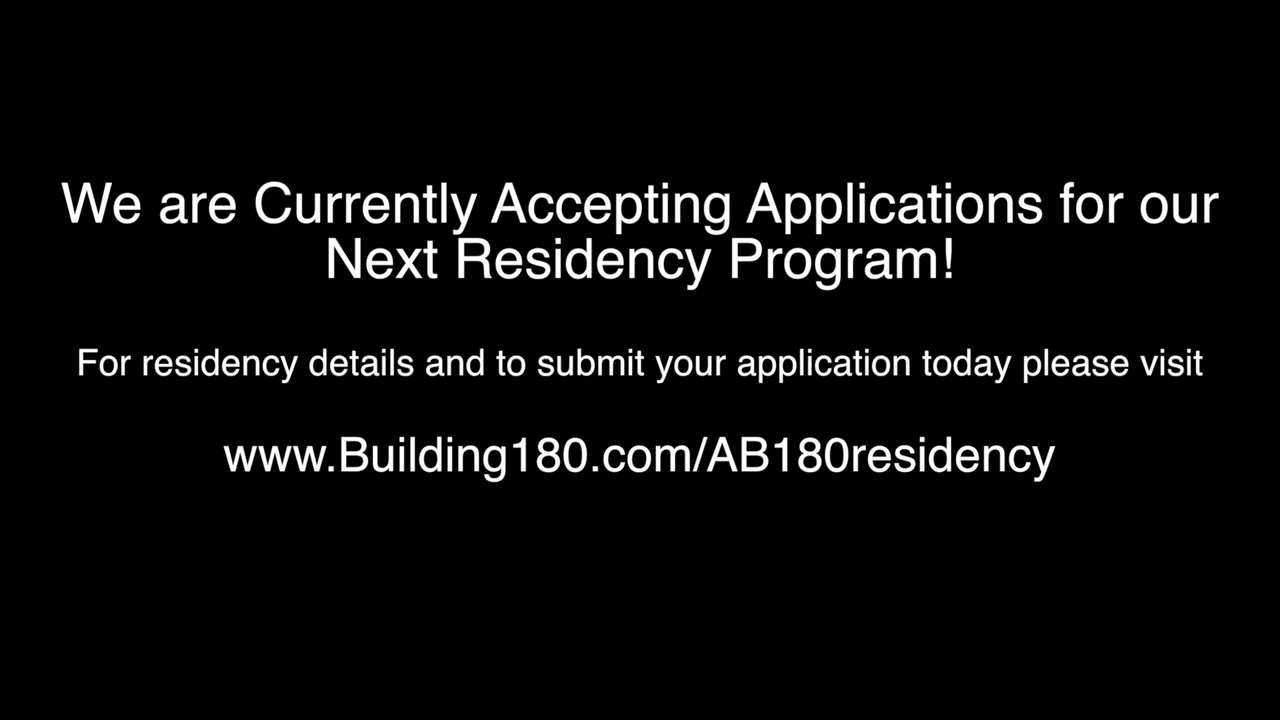 We are Currently Accepting Applications for our
Next Residency Program!
For residency details and to submit your application today please visit
www.Building180.com/AB180residency